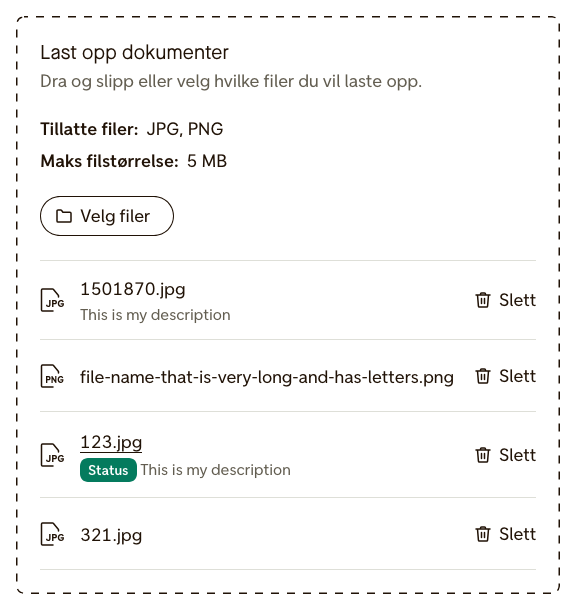 Last opp dokumenter
Dra og slipp eller velg hvilke filer du vil laste opp.
Tillatte filer: JPG, PNG
Maks filstørrelse: 5 MB
Velg filer
JPG
1501870.jpg
This is my description
Slett
PNG
file-name-that-is-very-long-and-has-letters.png
Slett
JPG
123.jpg
Status This is my description
Slett
JPG
321.jpg
Slett